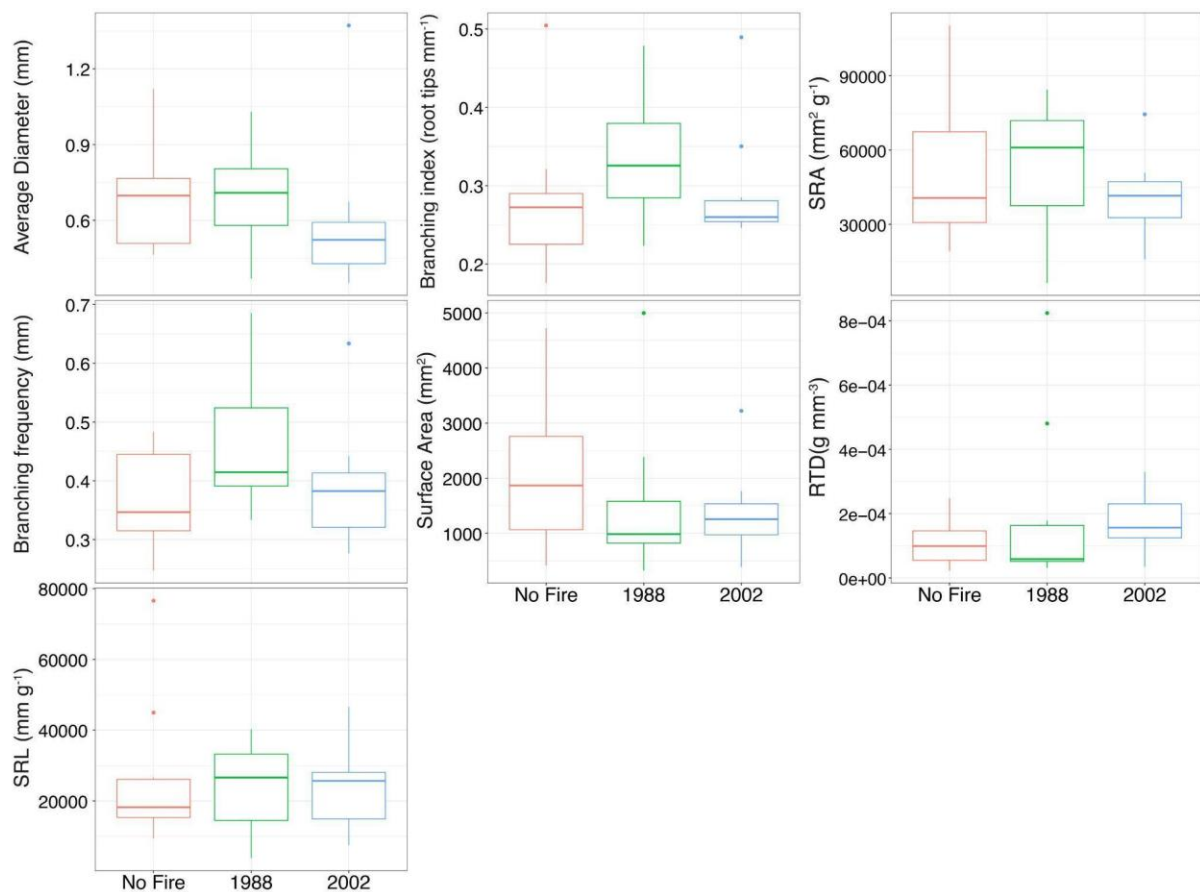 Average Diameter (mm)
1.2
0.9
0.6
Branching index (root tips mm⁻¹)
0.5
0.4
0.3
0.2
SRA (mm² g⁻¹)
90000
60000
30000
Branching frequency (mm)
0.7
0.6
0.5
0.4
0.3
Surface Area (mm²)
5000
4000
3000
2000
1000
No Fire 1988 2002
RTD(g mm⁻³)
8e−04
6e−04
4e−04
2e−04
0e+00
No Fire 1988 2002
SRL (mm g⁻¹)
80000
60000
40000
20000
No Fire 1988 2002